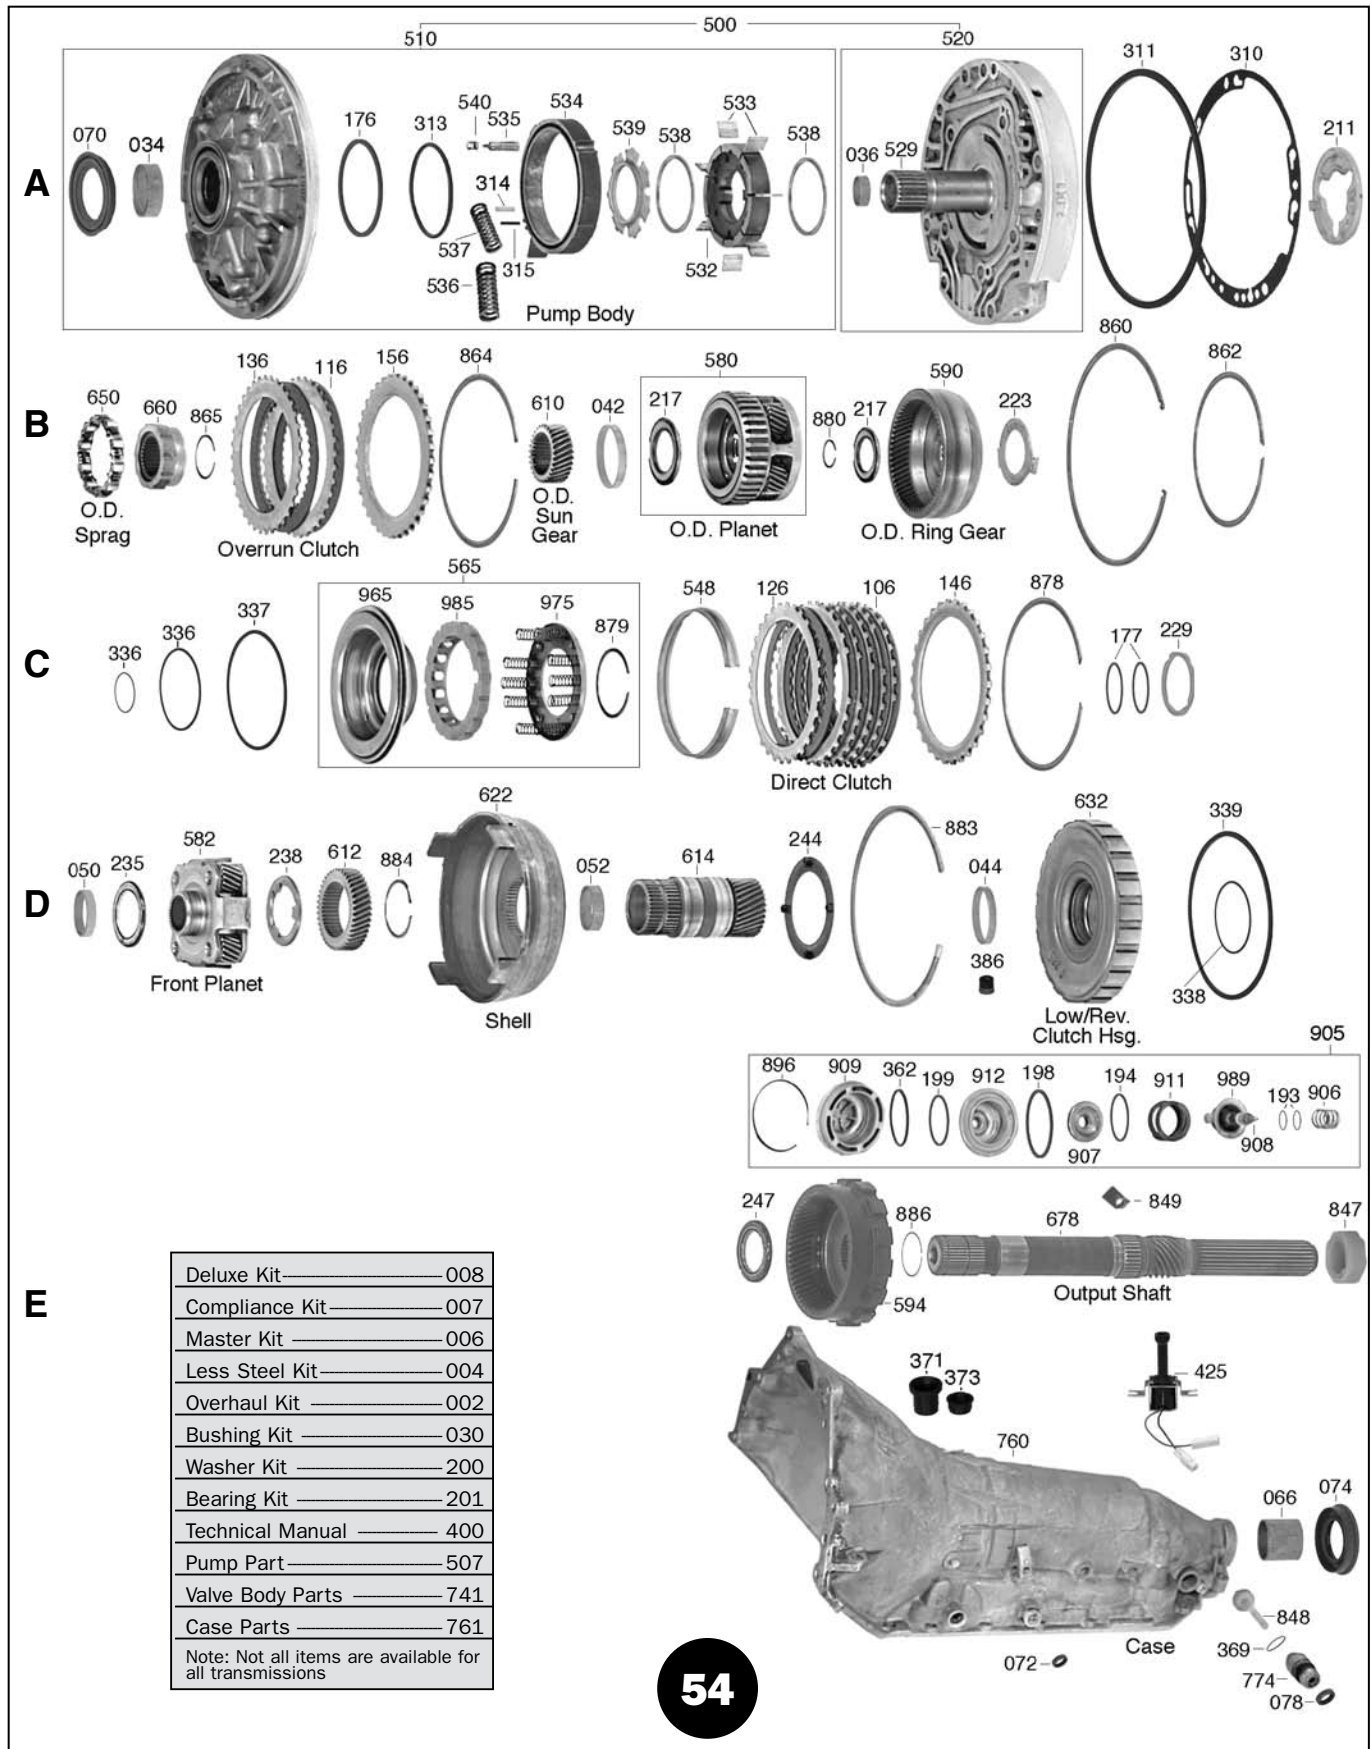 500
510
520
070
034
176
313
540
535
534
539
538
533
538
036
529
311
310
211
A
314
537
315
536
532
Pump Body
136
116
156
864
580
590
860
862
650
660
865
610
042
217
880
217
223
B
O.D.
Sprag
Overrun Clutch
O.D.
Sun
Gear
O.D. Planet
O.D. Ring Gear
565
337
965
985
975
879
548
126
106
146
878
336
336
177
229
C
Direct Clutch
622
632
339
582
883
050
235
238
612
884
052
614
244
044
D
386
338
Front Planet
Shell
Low/Rev.
Clutch Hsg.
905
896
909
362
199
912
198
194
911
989
193
906
907
908
247
886
678
849
847
594
Output Shaft
E
Deluxe Kit 008
Compliance Kit 007
Master Kit 006
Less Steel Kit 004
Overhaul Kit 002
Bushing Kit 030
Washer Kit 200
Bearing Kit 201
Technical Manual 400
Pump Part 507
Valve Body Parts 741
Case Parts 761
Note: Not all items are available for
all transmissions
371
373
425
760
066
074
848
Case
369
072
774
078
54